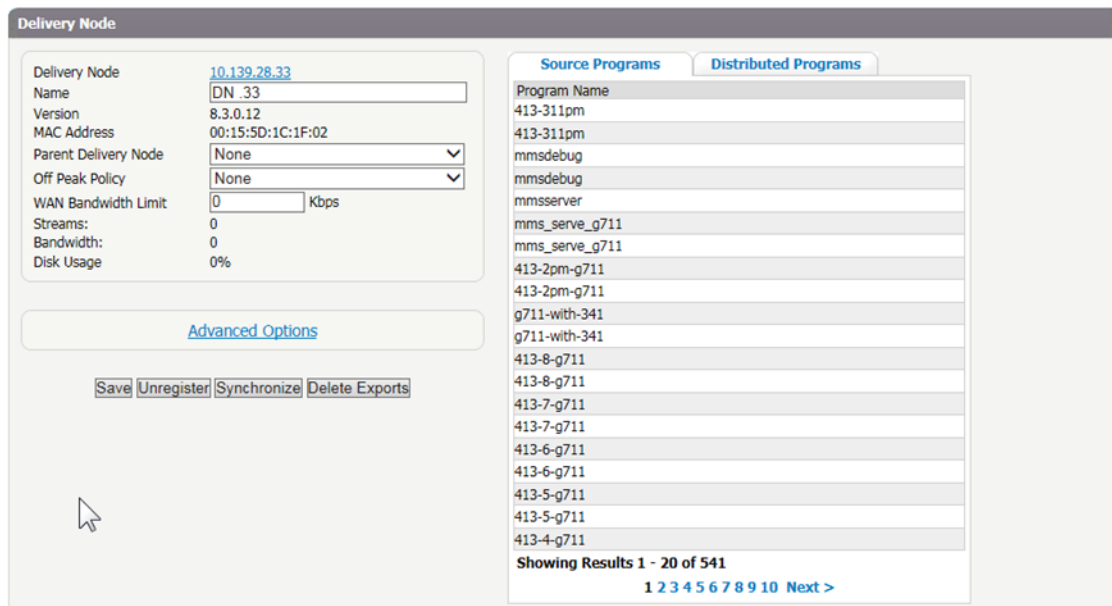 Delivery Node
Delivery Node 10.139.28.33
Name DN .33
Version 8.3.0.12
MAC Address 00:15:5D:1C:1F:02
Parent Delivery Node None
Off Peak Policy None
WAN Bandwidth Limit 0 Kbps
Streams: 0
Bandwidth: 0
Disk Usage 0%
Advanced Options
Save Unregister Synchronize Delete Exports
Source Programs Distributed Programs
Program Name
413-311pm
413-311pm
mmsdebug
mmsdebug
mmsserver
mms_serve_g711
mms_serve_g711
413-2pm-g711
413-2pm-g711
g711-with-341
g711-with-341
413-8-g711
413-8-g711
413-7-g711
413-7-g711
413-6-g711
413-6-g711
413-5-g711
413-5-g711
413-4-g711
Showing Results 1 - 20 of 541
1 2 3 4 5 6 7 8 9 10 Next >